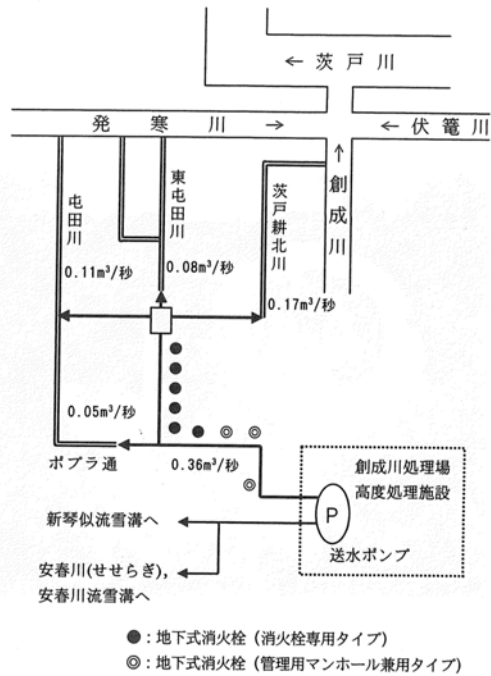 ← 茨戸川
発寒川 →
← 伏籠川
↑創成川
屯田川
東屯田川
茨戸耕北川
0.11m³/秒
0.08m³/秒
0.17m³/秒
0.05m³/秒
ポプラ通
0.36m³/秒
創成川処理場
高度処理施設
P
送水ポンプ
新琴似流雪溝へ
安春川(せせらぎ),
安春川流雪溝へ
●：地下式消火栓（消火栓専用タイプ）
◎：地下式消火栓（管理用マンホール兼用タイプ）